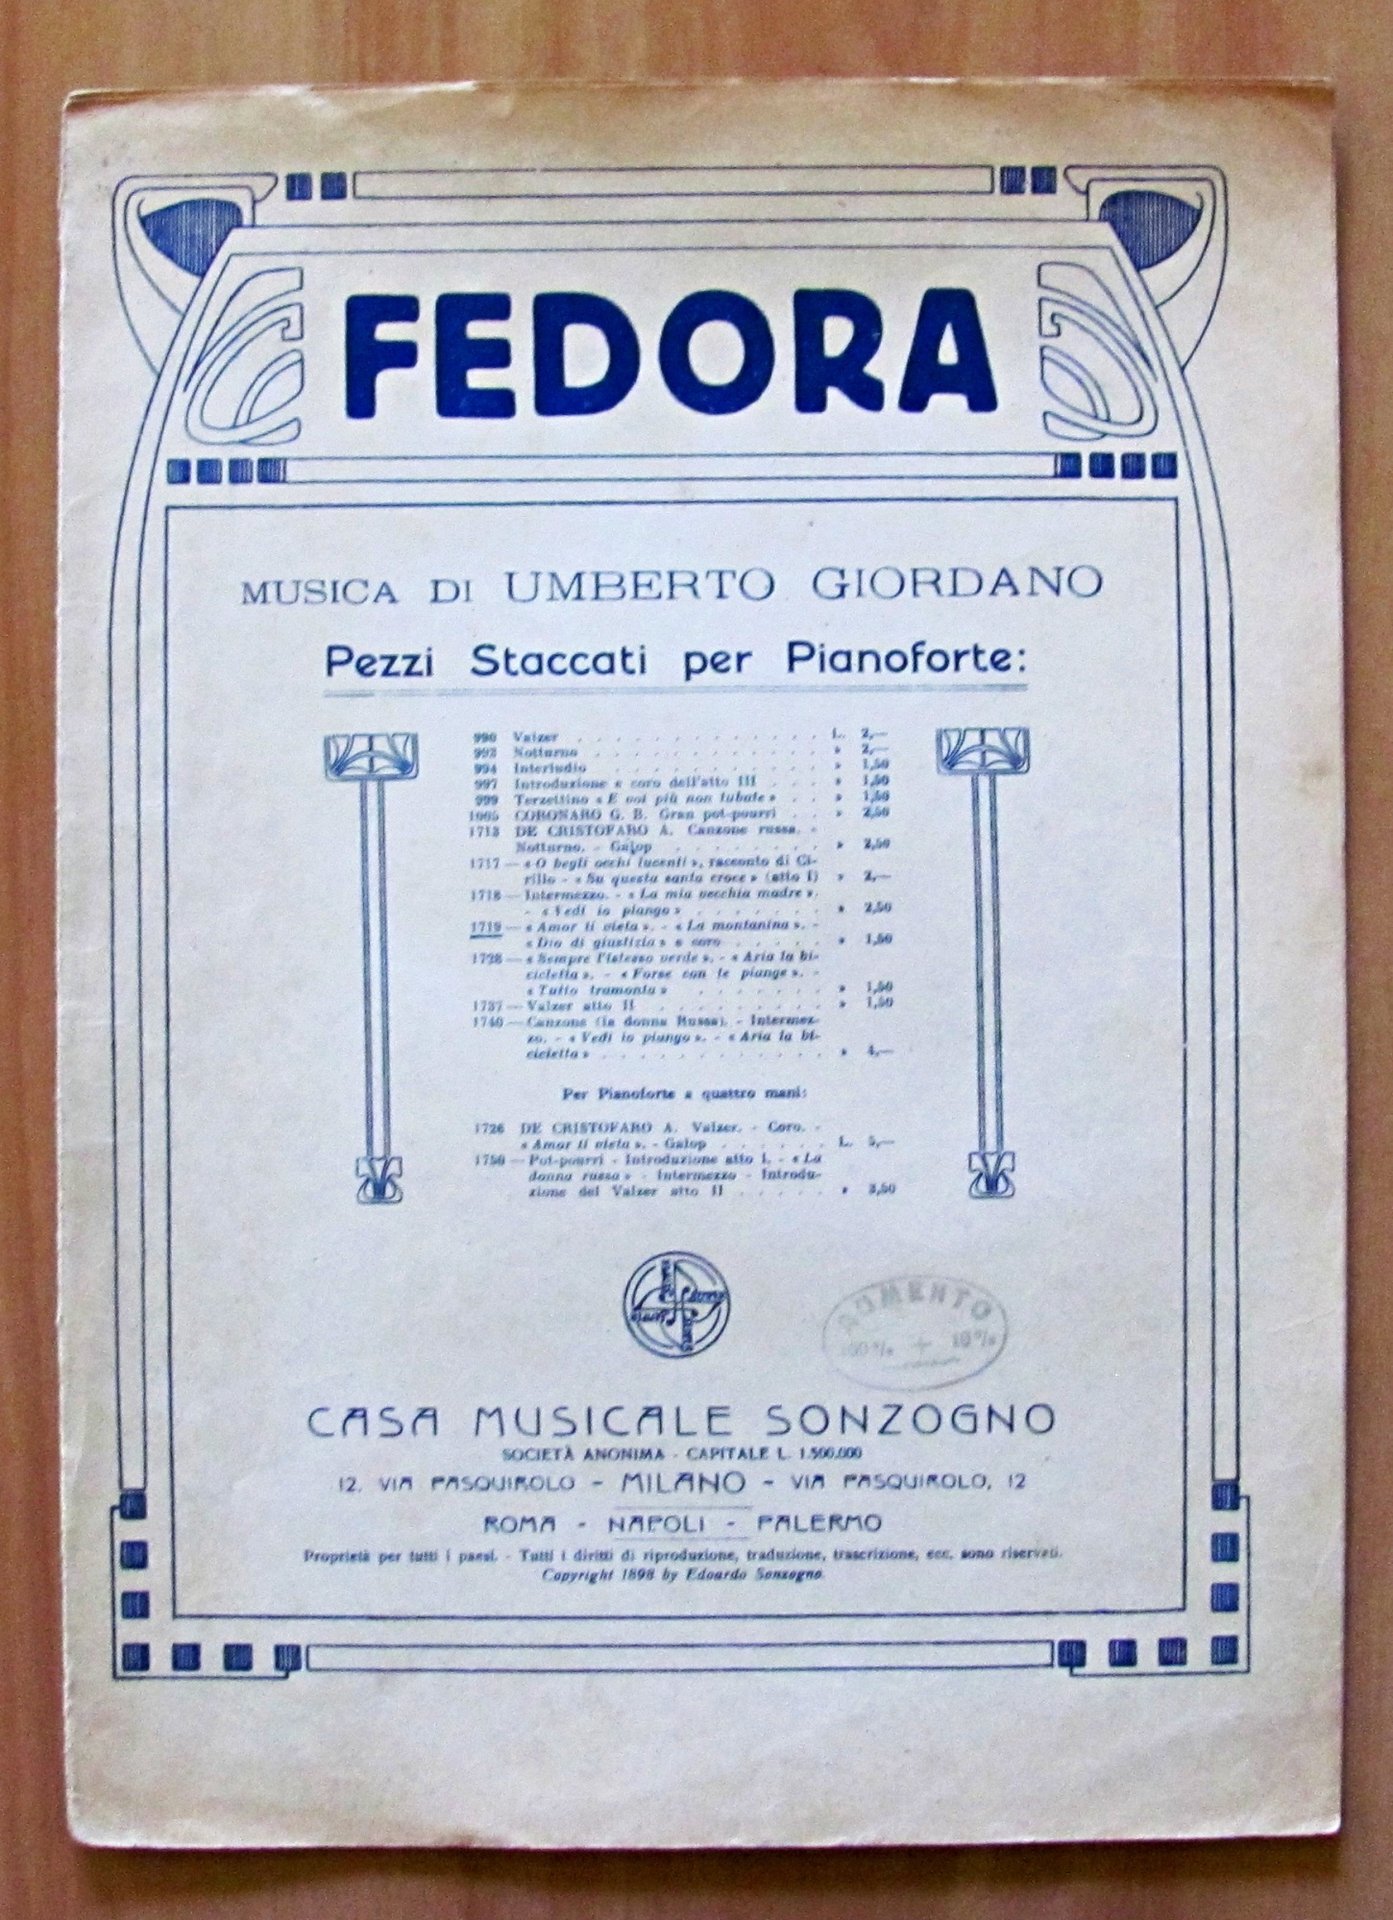 FEDORA
MUSICA DI UMBERTO GIORDANO
Pezzi Staccati per Pianoforte:
990 Valzer . . . . . . . . . . . . . L. 2,—
992 Notturno . . . . . . . . . . . . » 2,—
994 Interludio . . . . . . . . . . . . » 1,50
997 Introduzione e coro dell'atto III . . . » 1,50
999 Terzettino « E voi più non tubate » . . » 1,50
1005 CORONARO G. B. Gran pot-pourri . . » 2,50
1713 DE CRISTOFARO A. Canzone russa. -
Notturno. - Galop . . . . . . . . » 2,50
1717 — « O begli occhi lucenti », racconto di Ci-
rillo - « Su questa santa croce » (atto I) » 2,—
1718 — Intermezzo. - « La mia vecchia madre ».
- « Vedi io piango » . . . . . . . » 2,50
1719 — « Amor ti vieta ». - « La montanina ». -
« Dio di giustizia » e coro . . . . . » 1,50
1728 — « Sempre l'istesso verde ». - « Aria la bi-
cicletta ». - « Forse con te piange ». -
« Tutto tramonta » . . . . . . . » 1,50
1737 — Valzer atto II . . . . . . . . . » 1,50
1740 — Canzone (la donna Russa). - Intermez-
zo. - « Vedi io piango ». - « Aria la bi-
cicletta » . . . . . . . . . . . . » 4,—
Per Pianoforte a quattro mani:
1726 DE CRISTOFARO A. Valzer. - Coro. -
« Amor ti vieta ». - Galop . . . . . . L. 5,—
1750 — Pot-pourri - Introduzione atto I. - « La
donna russa » - Intermezzo - Introdu-
zione del Valzer atto II . . . . . » 3,50
AUMENTO
100 % + 10 %
CASA MUSICALE SONZOGNO
SOCIETÀ ANONIMA - CAPITALE L. 1.500.000
12, VIA PASQUIROLO - MILANO - VIA PASQUIROLO, 12
ROMA - NAPOLI - PALERMO
Proprietà per tutti i paesi. - Tutti i diritti di riproduzione, traduzione, trascrizione, ecc. sono riservati.
Copyright 1898 by Edoardo Sonzogno.